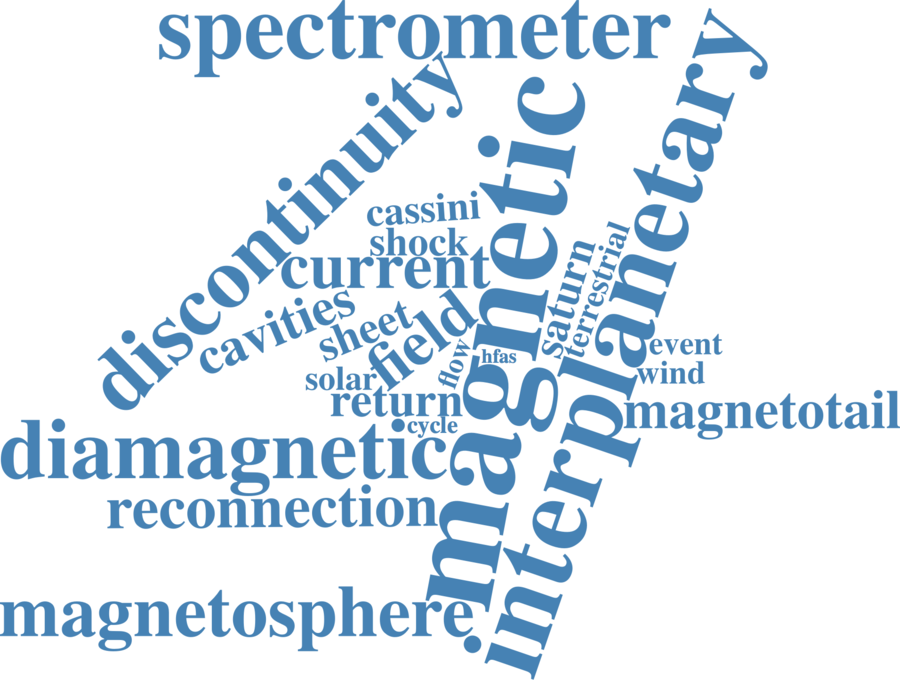 spectrometer
interplanetary
discontinuity
magnetic
cassini
shock
current
saturn
terrestrial
cavities
sheet
field
flow
hfas
event
solar
wind
return
magnetotail
cycle
diamagnetic
reconnection
magnetosphere